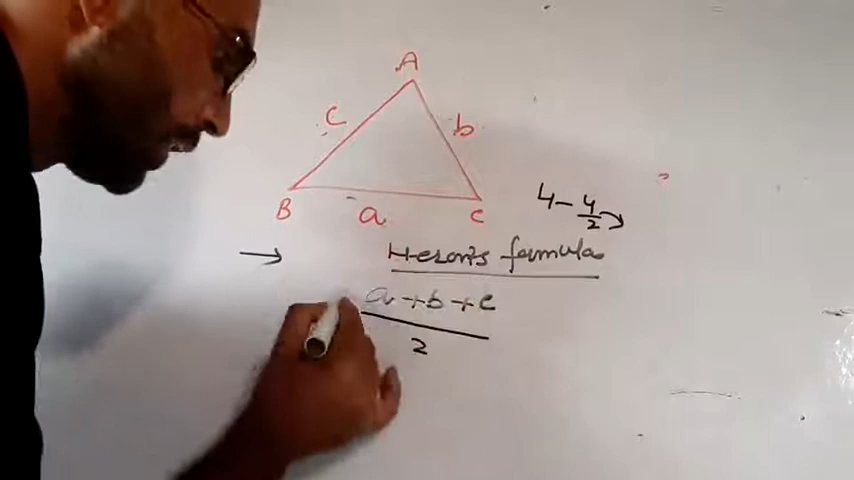 A
c b
B a C
4 - 4/2
→ Heron's formula
a + b + c
2